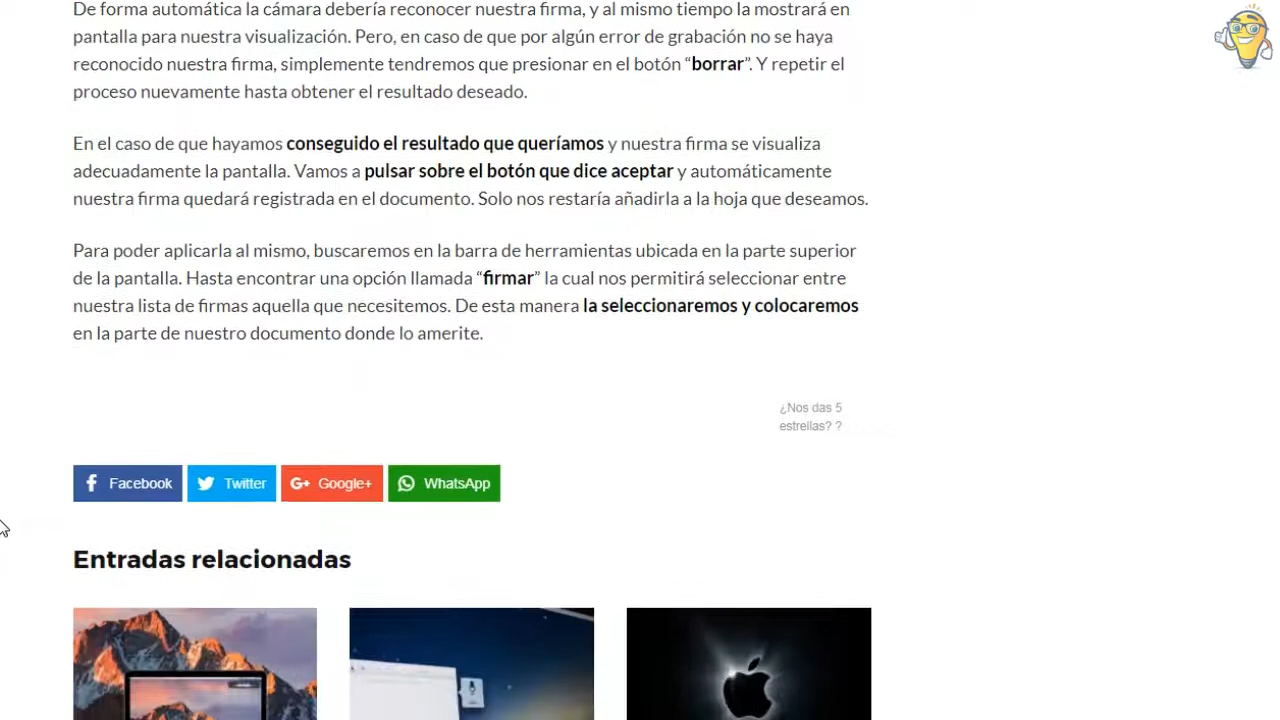 De forma automática la cámara debería reconocer nuestra firma, y al mismo tiempo la mostrará en
pantalla para nuestra visualización. Pero, en caso de que por algún error de grabación no se haya
reconocido nuestra firma, simplemente tendremos que presionar en el botón “borrar”. Y repetir el
proceso nuevamente hasta obtener el resultado deseado.
En el caso de que hayamos conseguido el resultado que queríamos y nuestra firma se visualiza
adecuadamente la pantalla. Vamos a pulsar sobre el botón que dice aceptar y automáticamente
nuestra firma quedará registrada en el documento. Solo nos restaría añadirla a la hoja que deseamos.
Para poder aplicarla al mismo, buscaremos en la barra de herramientas ubicada en la parte superior
de la pantalla. Hasta encontrar una opción llamada “firmar” la cual nos permitirá seleccionar entre
nuestra lista de firmas aquella que necesitemos. De esta manera la seleccionaremos y colocaremos
en la parte de nuestro documento donde lo amerite.
¿Nos das 5
estrellas? ?
Facebook Twitter G+ Google+ WhatsApp
Entradas relacionadas